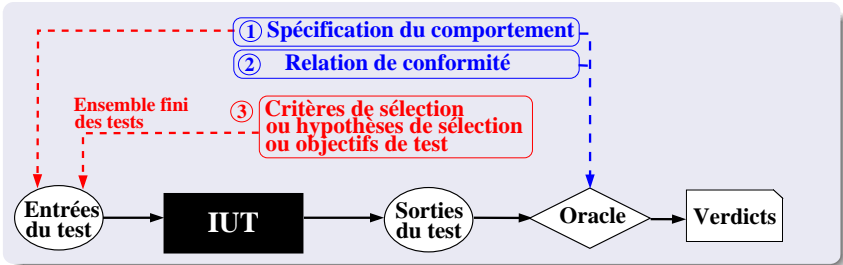 1 Spécification du comportement
2 Relation de conformité
Ensemble fini
des tests
3 Critères de sélection
ou hypothèses de sélection
ou objectifs de test
Entrées
du test
IUT
Sorties
du test
Oracle
Verdicts